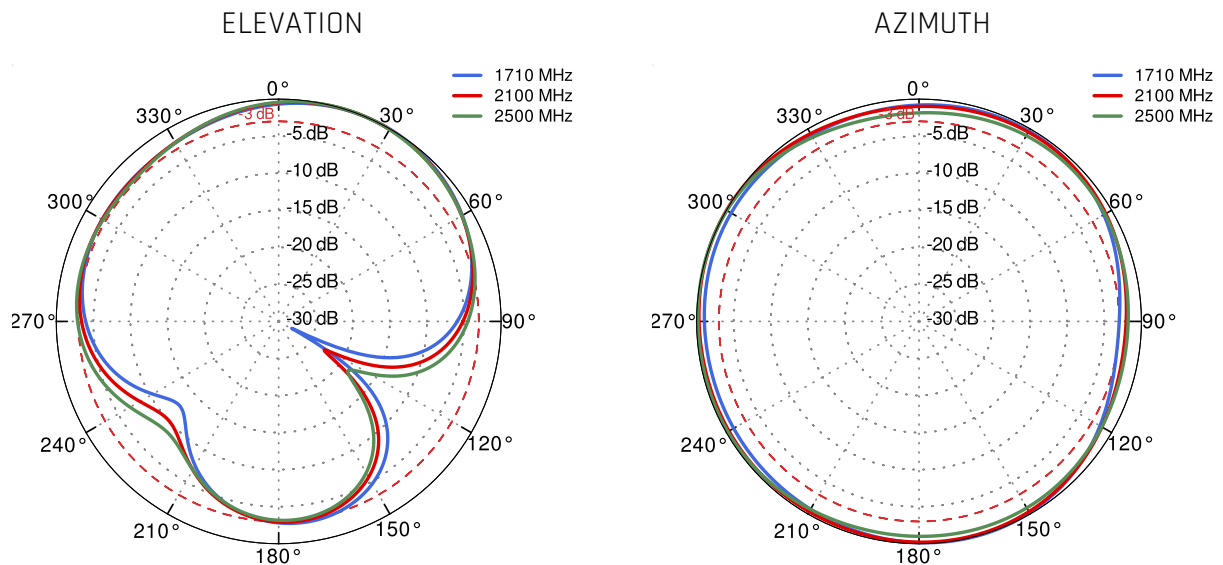 ELEVATION
1710 MHz
2100 MHz
2500 MHz
0°
30°
60°
90°
120°
150°
180°
210°
240°
270°
300°
330°
-3 dB
-5 dB
-10 dB
-15 dB
-20 dB
-25 dB
-30 dB
AZIMUTH
1710 MHz
2100 MHz
2500 MHz
0°
30°
60°
90°
120°
150°
180°
210°
240°
270°
300°
330°
-3 dB
-5 dB
-10 dB
-15 dB
-20 dB
-25 dB
-30 dB